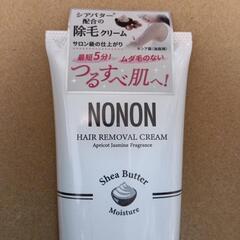 シアバター
配合の
除毛クリーム
サロン級の仕上がり
最短5分!
ムダ毛のない
つるすべ肌へ!
NONON
HAIR REMOVAL CREAM
Apricot Jasmine Fragrance
Shea Butter
Moisture